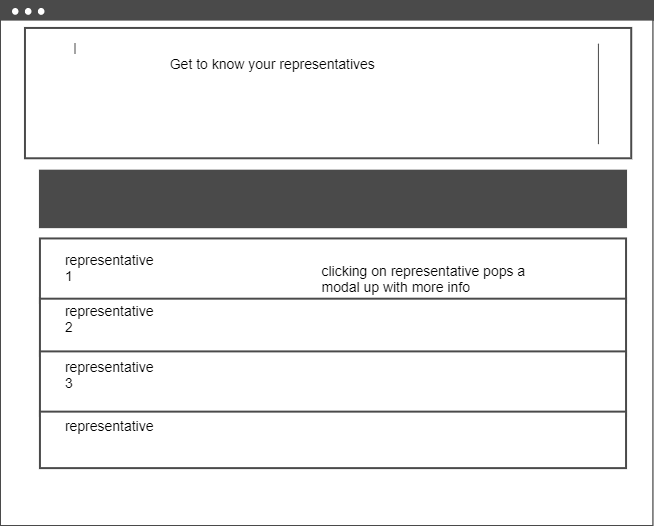 Get to know your representatives
representative
1
clicking on representative pops a
modal up with more info
representative
2
representative
3
representative